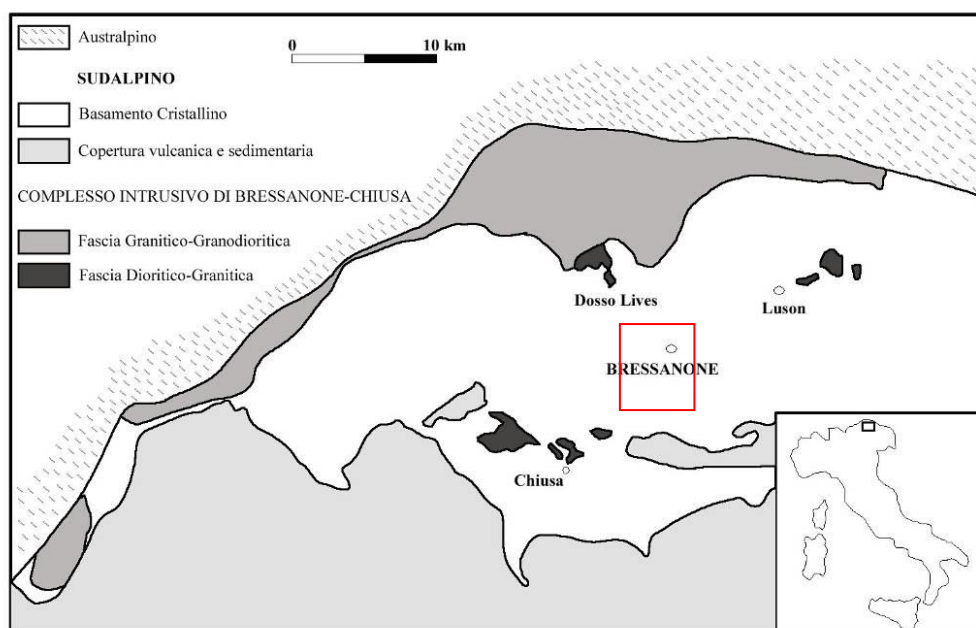 Australpino
SUDALPINO
Basamento Cristallino
Copertura vulcanica e sedimentaria
COMPLESSO INTRUSIVO DI BRESSANONE-CHIUSA
Fascia Granitico-Granodioritica
Fascia Dioritico-Granitica
0 10 km
Dosso Lives
Luson
BRESSANONE
Chiusa